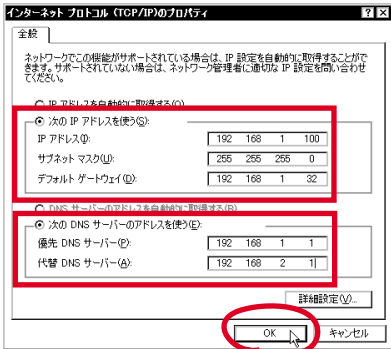 インターネット プロトコル (TCP/IP)のプロパティ
全般
ネットワークでこの機能がサポートされている場合は、IP 設定を自動的に取得することがで
きます。サポートされていない場合は、ネットワーク管理者に適切な IP 設定を問い合わせ
てください。
IP アドレスを自動的に取得する(O)
次の IP アドレスを使う(S):
IP アドレス(I): 192 168 1 100
サブネット マスク(U): 255 255 255 0
デフォルト ゲートウェイ(D): 192 168 1 32
DNS サーバーのアドレスを自動的に取得する(B)
次の DNS サーバーのアドレスを使う(E):
優先 DNS サーバー(P): 192 168 1 1
代替 DNS サーバー(A): 192 168 2 1
詳細設定(V)...
OK キャンセル